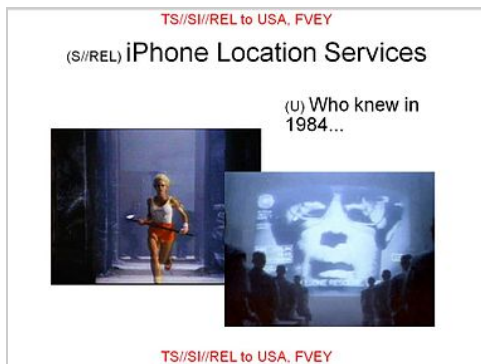 TS//SI//REL to USA, FVEY
(S//REL) iPhone Location Services
(U) Who knew in
1984...
TS//SI//REL to USA, FVEY